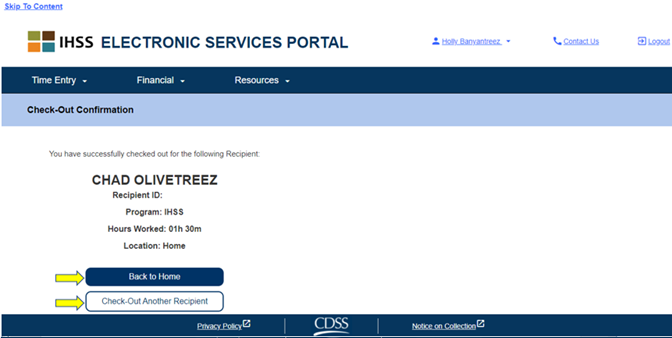 Skip To Content
IHSS ELECTRONIC SERVICES PORTAL
Holly Banyantreez
Contact Us
Logout
Time Entry
Financial
Resources
Check-Out Confirmation
You have successfully checked out for the following Recipient:
CHAD OLIVETREEZ
Recipient ID:
Program: IHSS
Hours Worked: 01h 30m
Location: Home
Back to Home
Check-Out Another Recipient
Privacy Policy
CDSS
Notice on Collection